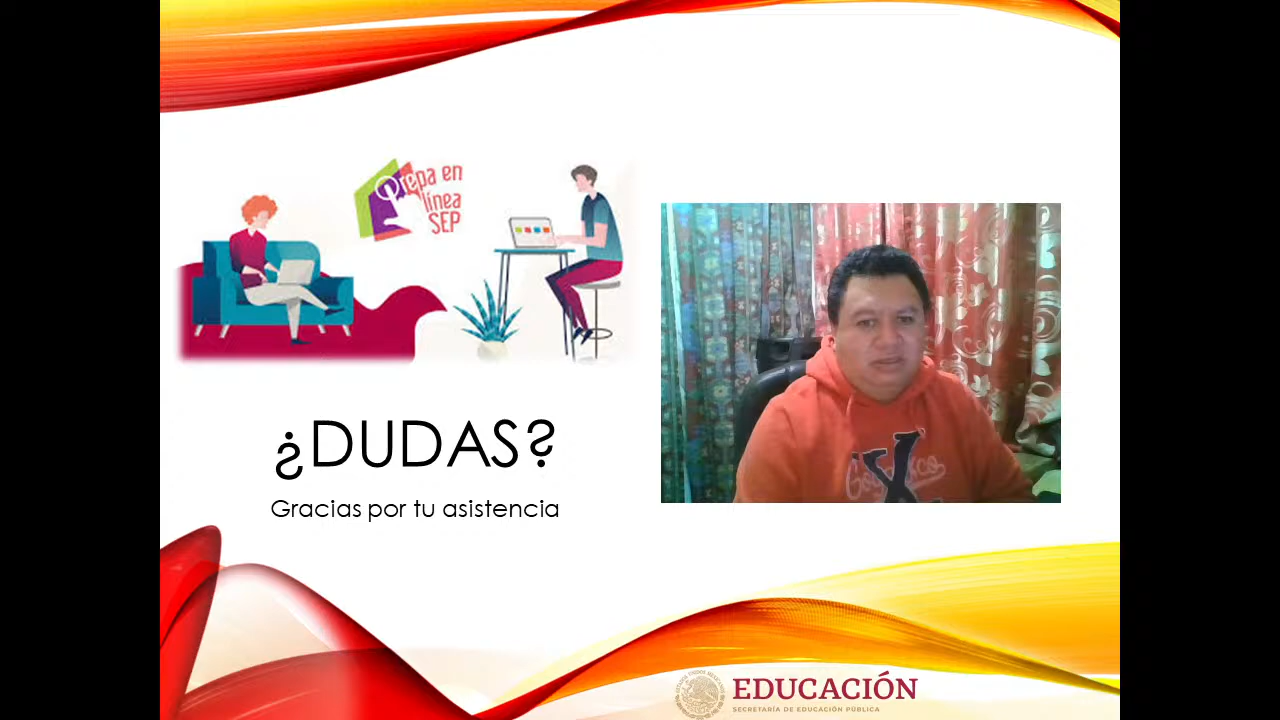 Prepa en
línea
SEP
¿DUDAS?
Gracias por tu asistencia
EDUCACIÓN
SECRETARÍA DE EDUCACIÓN PÚBLICA